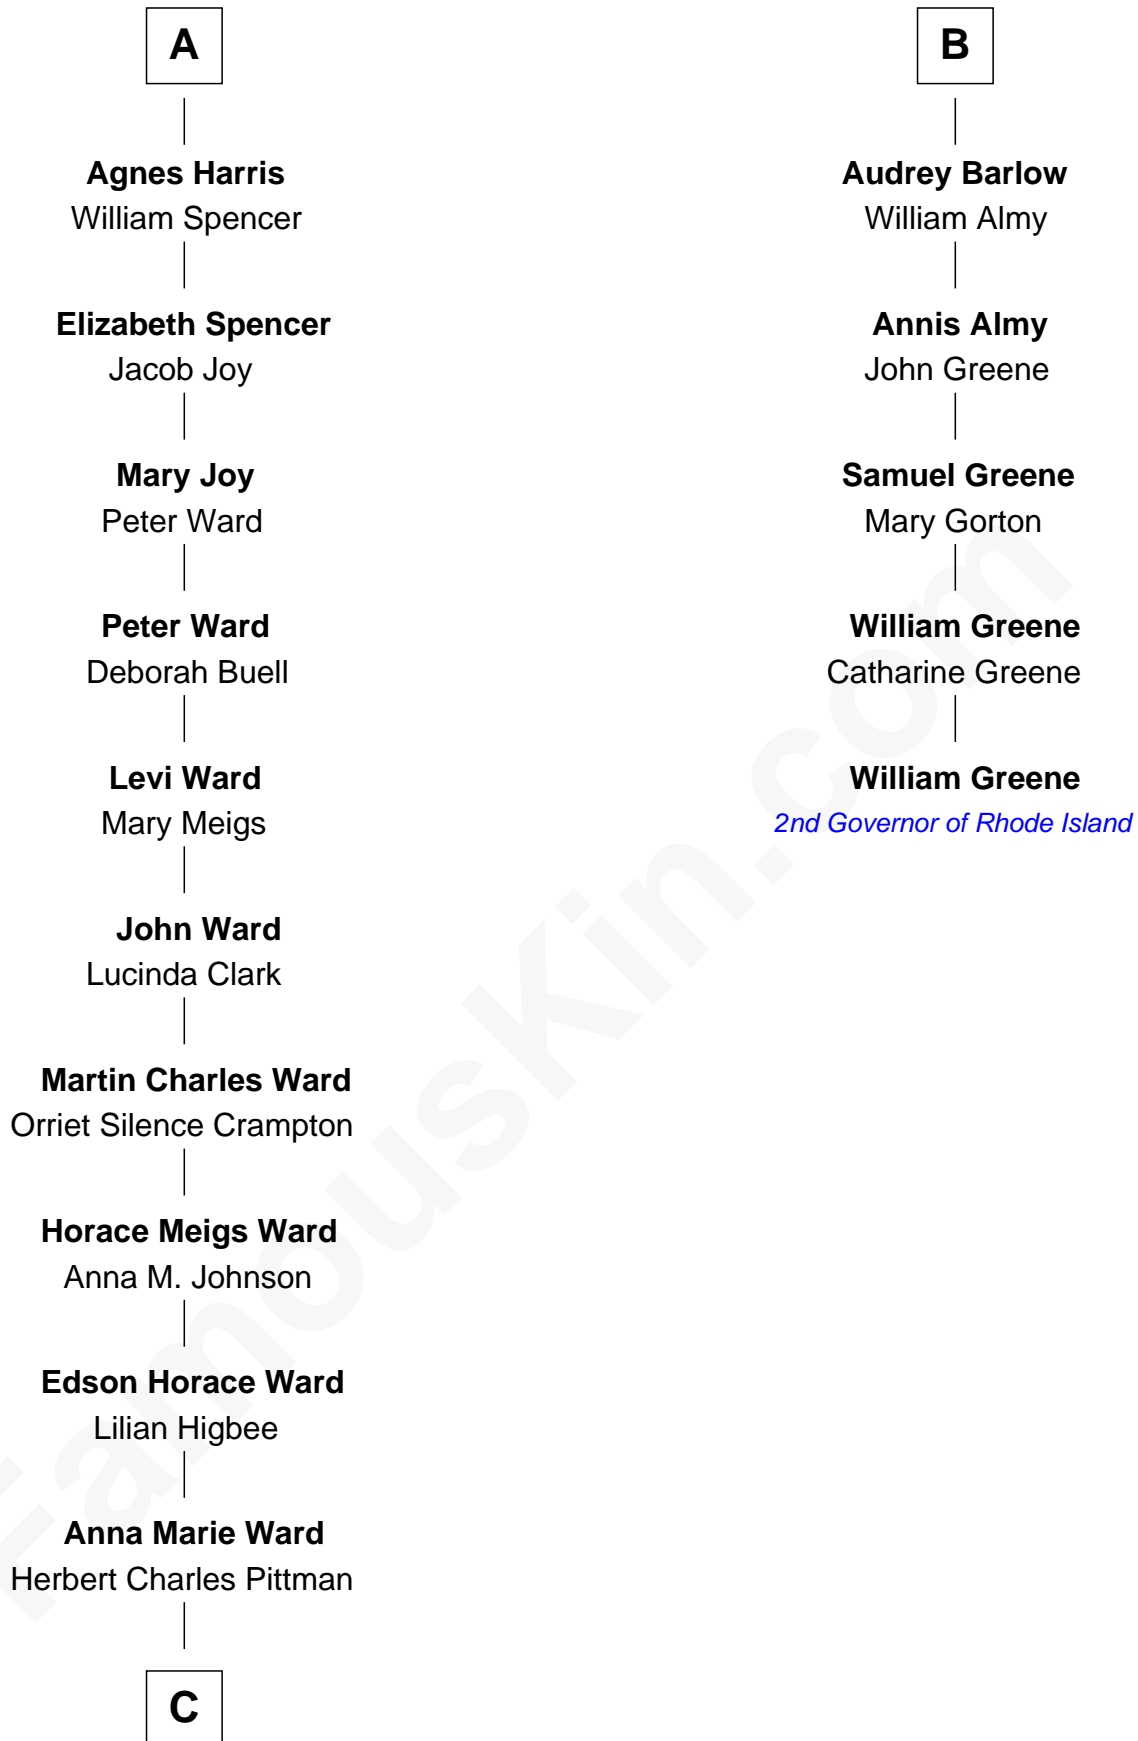 A
Agnes Harris
William Spencer
Elizabeth Spencer
Jacob Joy
Mary Joy
Peter Ward
Peter Ward
Deborah Buell
Levi Ward
Mary Meigs
John Ward
Lucinda Clark
Martin Charles Ward
Orriet Silence Crampton
Horace Meigs Ward
Anna M. Johnson
Edson Horace Ward
Lilian Higbee
Anna Marie Ward
Herbert Charles Pittman
C
B
Audrey Barlow
William Almy
Annis Almy
John Greene
Samuel Greene
Mary Gorton
William Greene
Catharine Greene
William Greene
2nd Governor of Rhode Island
FamousKin.com